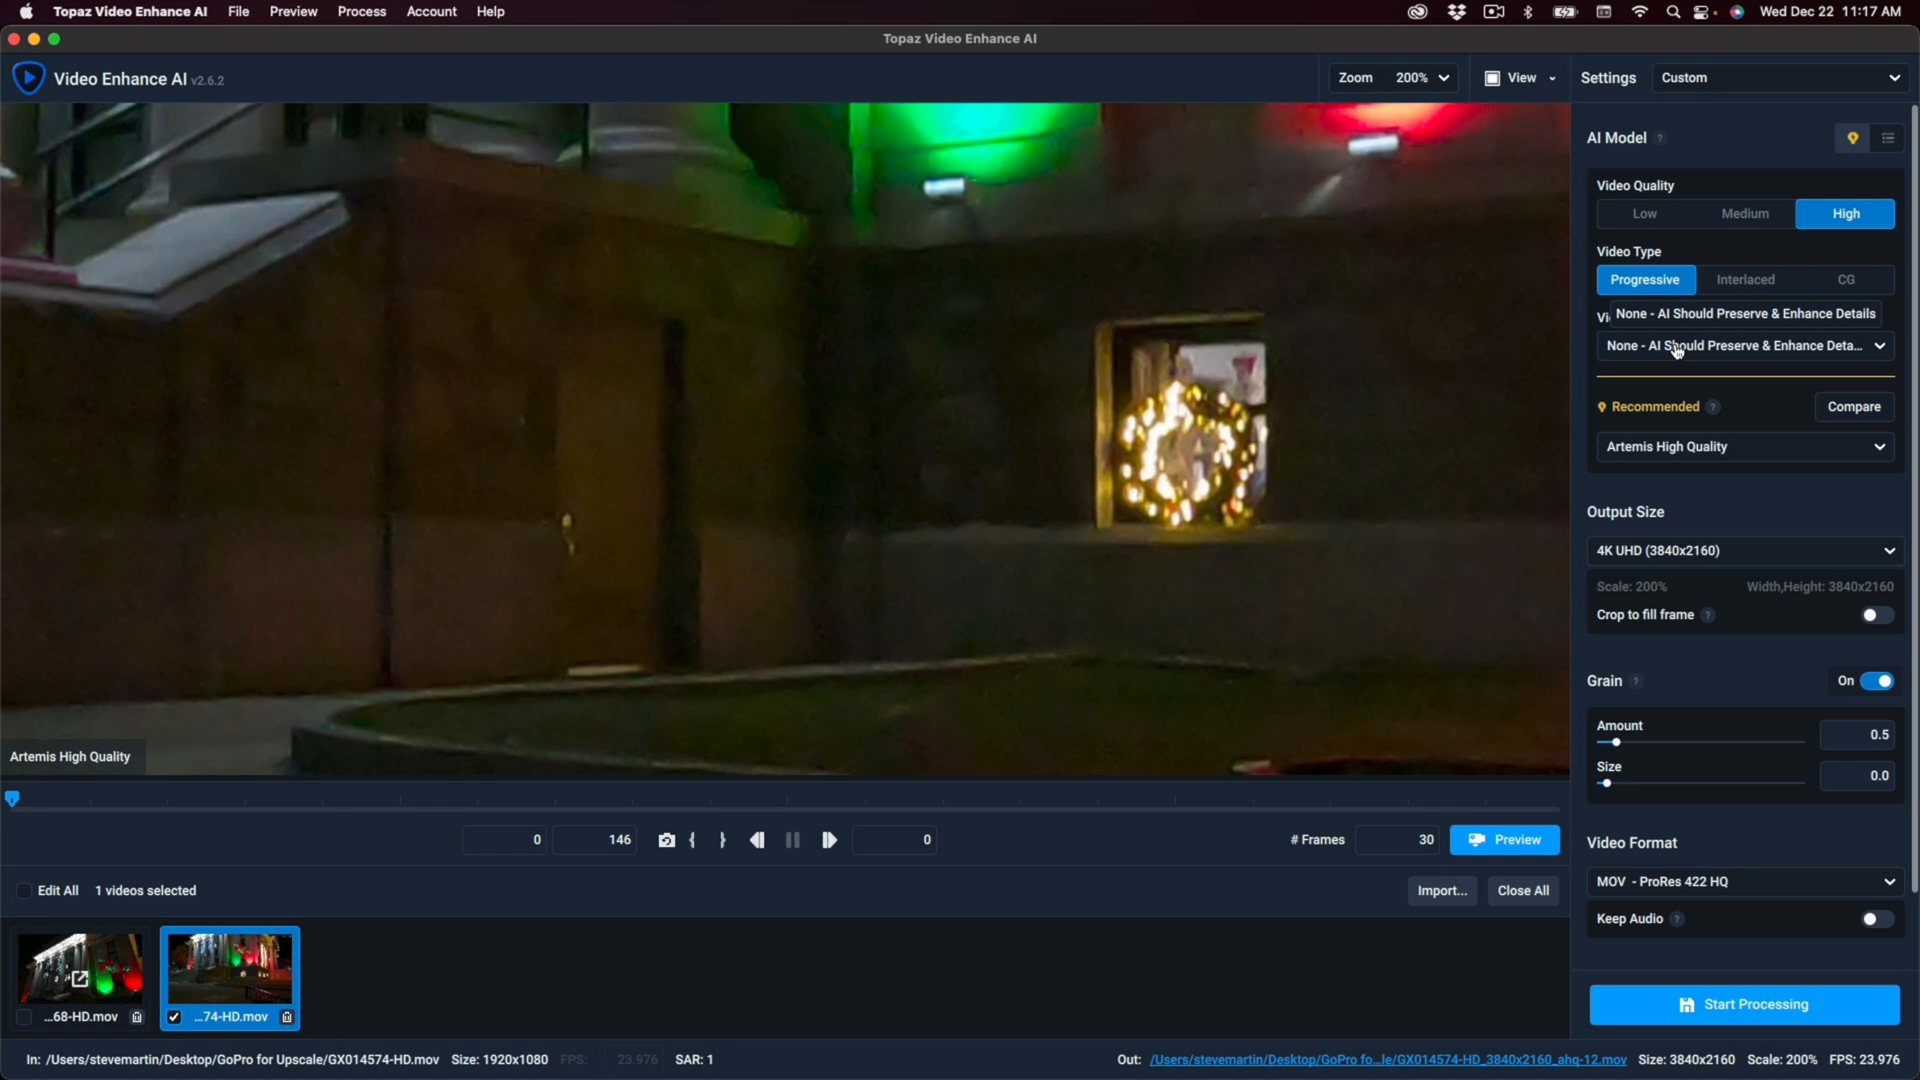 Topaz Video Enhance AI File Preview Process Account Help Wed Dec 22 11:17 AM
Topaz Video Enhance AI
Video Enhance AI v2.6.2
Zoom 200% View Settings Custom
AI Model ?
Video Quality
Low Medium High
Video Type
Progressive Interlaced CG
Vi None - AI Should Preserve & Enhance Details
None - AI Should Preserve & Enhance Deta...
Recommended ? Compare
Artemis High Quality
Output Size
4K UHD (3840x2160)
Scale: 200% Width,Height: 3840x2160
Crop to fill frame ?
Grain ? On
Amount 0.5
Size 0.0
Artemis High Quality
0 146 { } 0 # Frames 30 Preview
Video Format
MOV - ProRes 422 HQ
Keep Audio ?
Edit All 1 videos selected Import... Close All
...68-HD.mov ...74-HD.mov
Start Processing
In: /Users/stevemartin/Desktop/GoPro for Upscale/GX014574-HD.mov Size: 1920x1080 FPS: 23.976 SAR: 1 Out: /Users/stevemartin/Desktop/GoPro fo...le/GX014574-HD_3840x2160_ahq-12.mov Size: 3840x2160 Scale: 200% FPS: 23.976